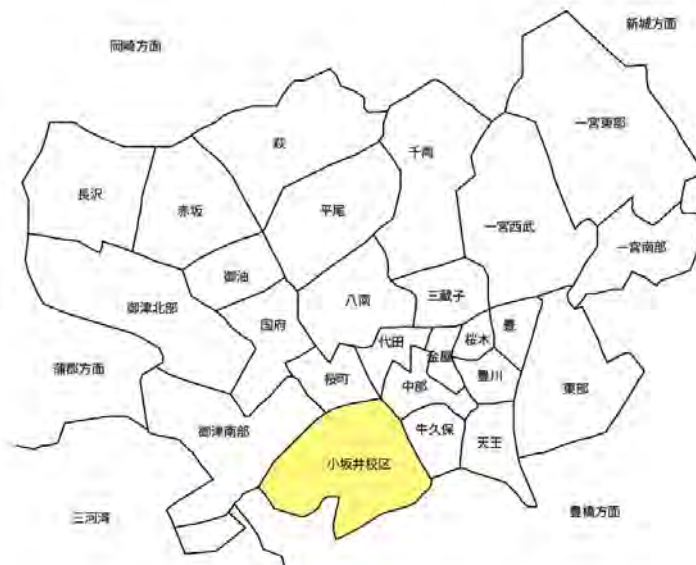 新城方面
岡崎方面
一宮東部
萩
千両
長沢
赤坂
平尾
一宮西武
一宮南部
御油
御津北部
八南
三蔵子
国府
代田
金屋
桜木
豊
蒲郡方面
桜町
中部
豊川
東部
御津南部
牛久保
天王
小坂井校区
三河湾
豊橋方面